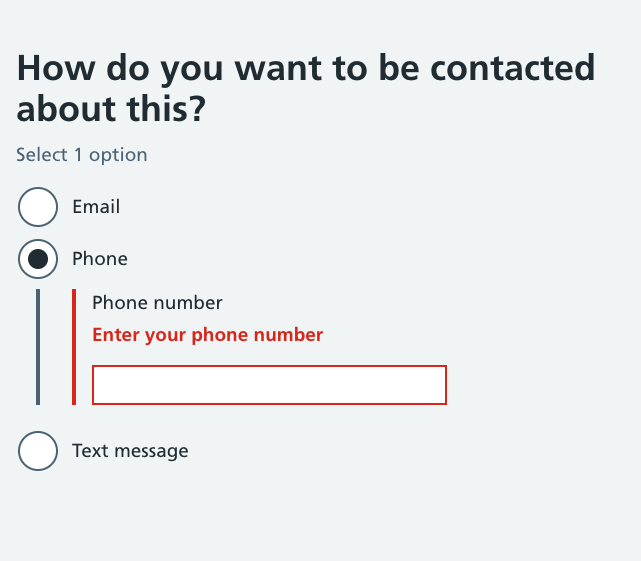 How do you want to be contacted
about this?
Select 1 option
Email
Phone
Phone number
Enter your phone number
Text message